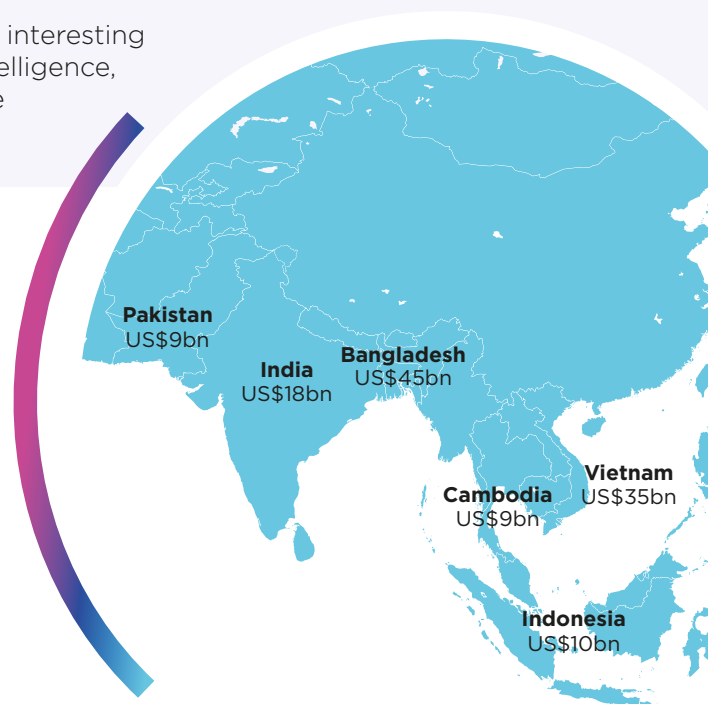 interesting
elligence,
e
Pakistan
US$9bn
India
US$18bn
Bangladesh
US$45bn
Vietnam
US$35bn
Cambodia
US$9bn
Indonesia
US$10bn